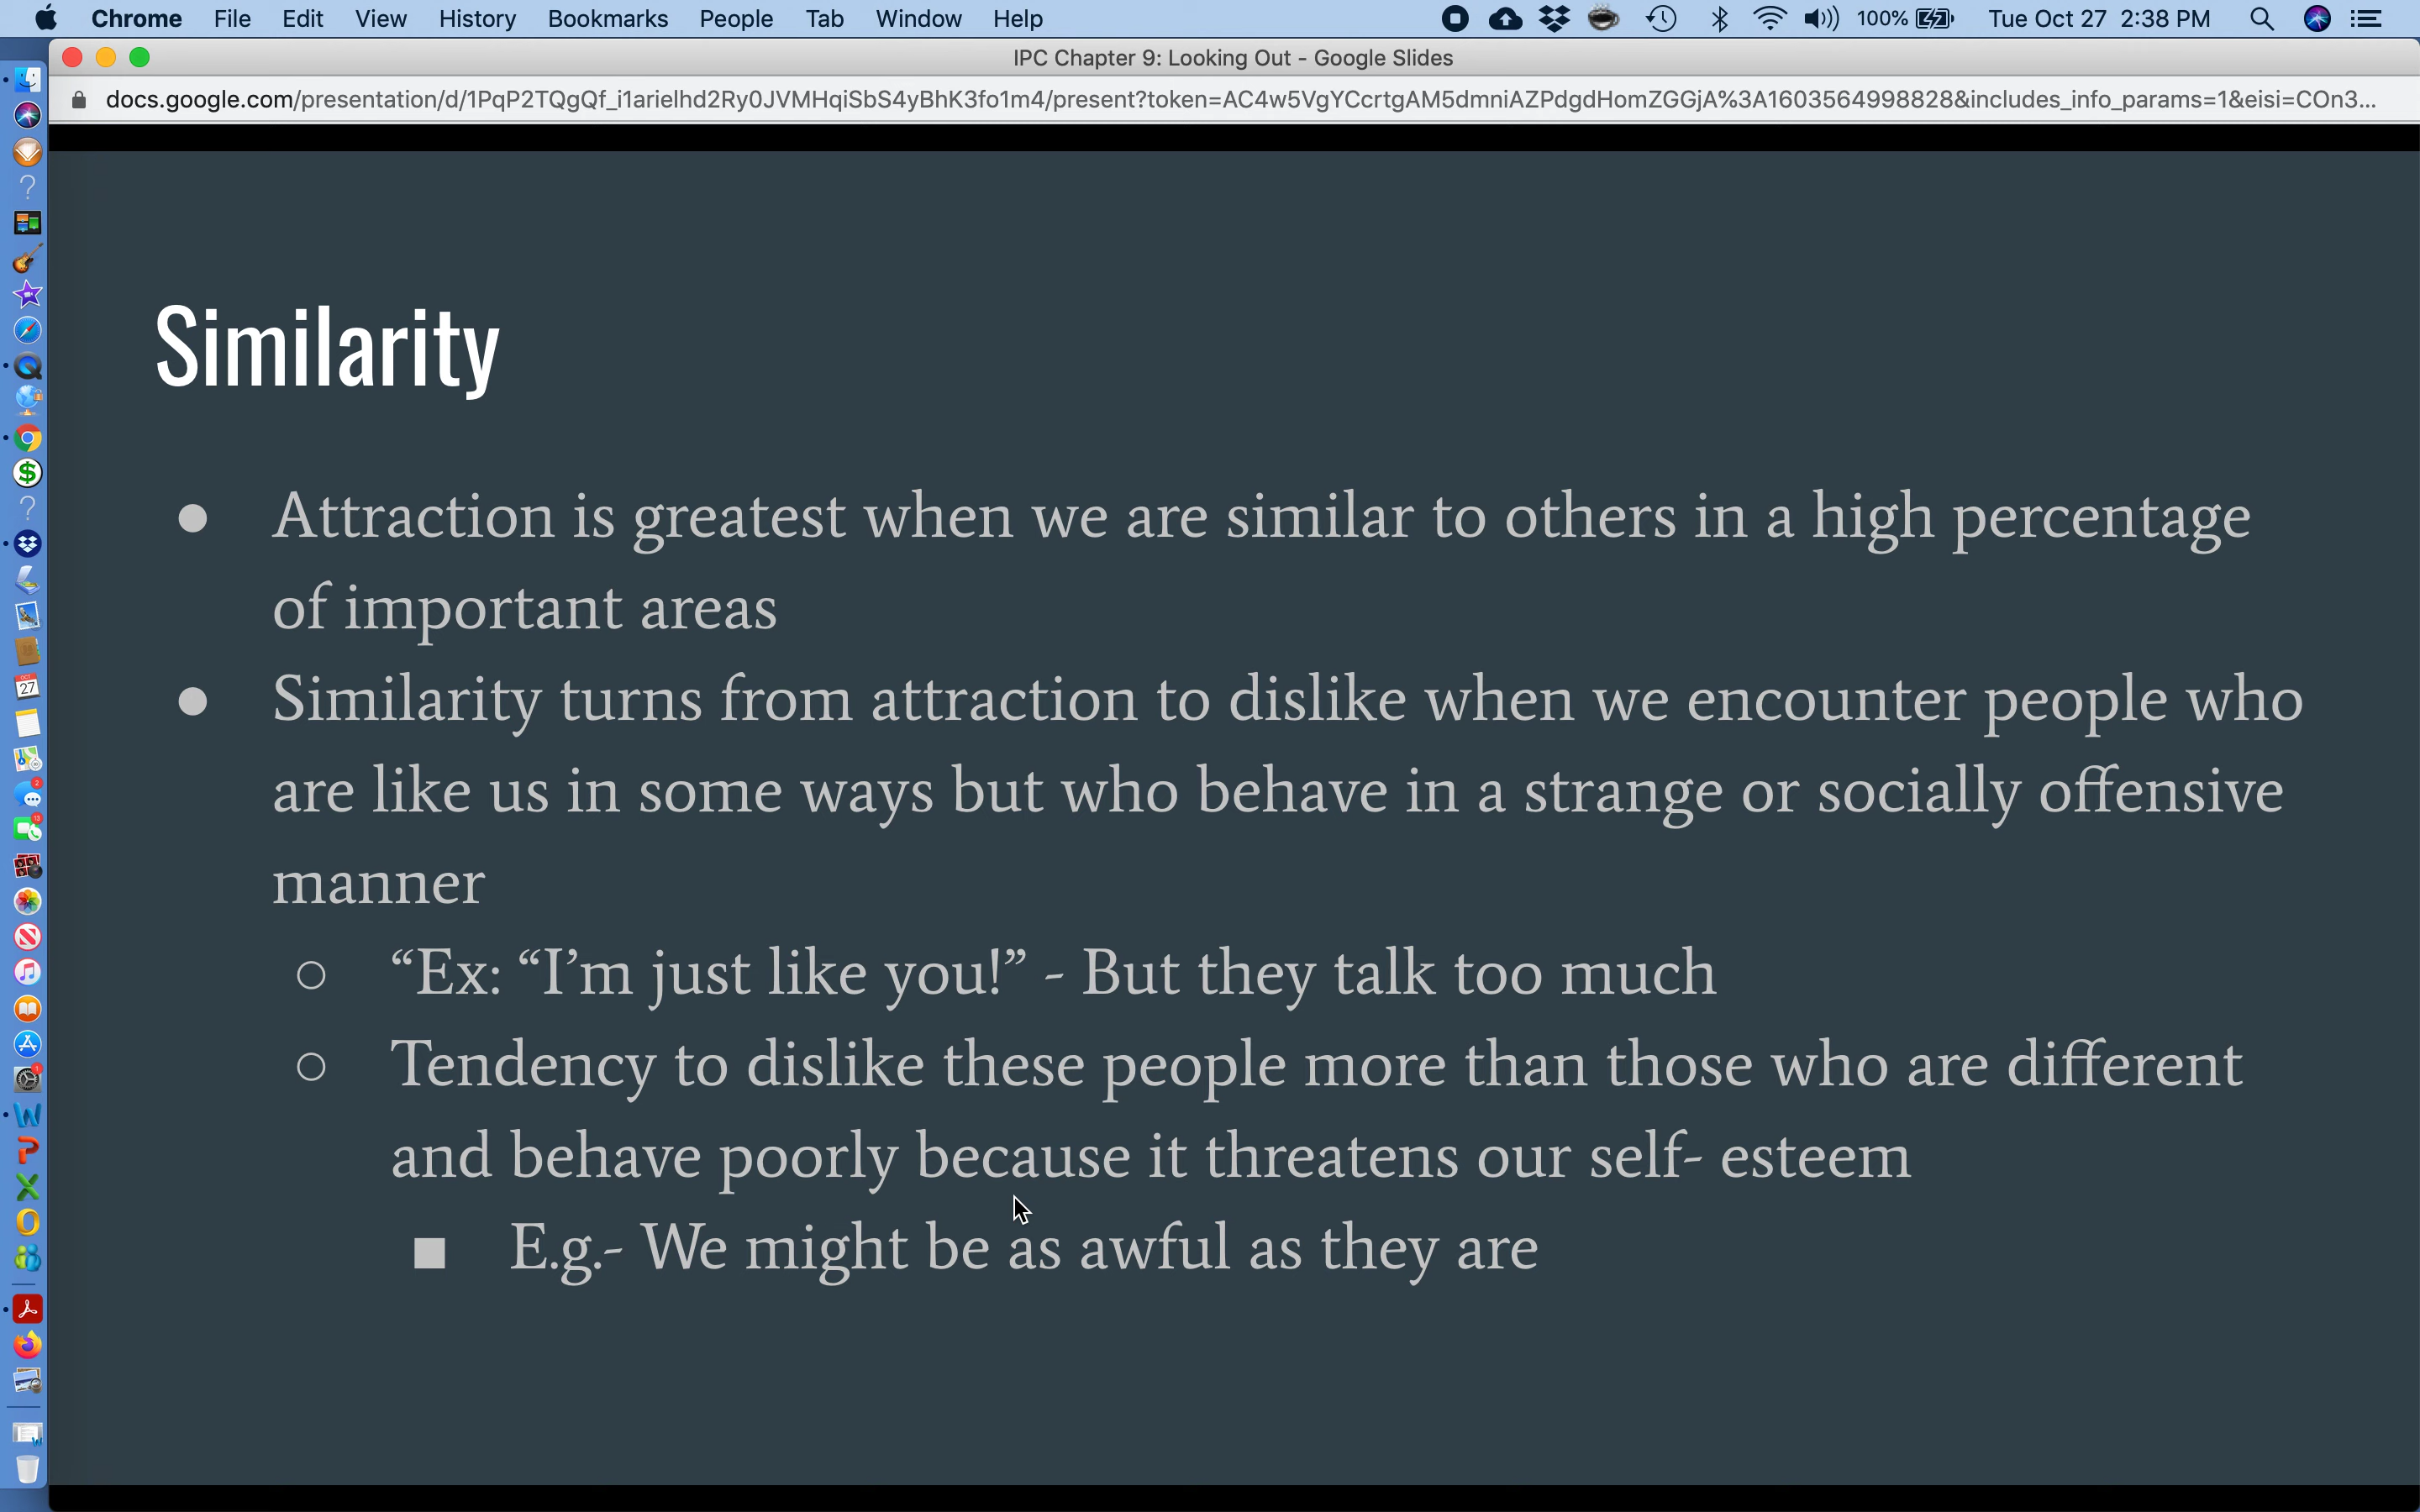 Chrome File Edit View History Bookmarks People Tab Window Help 100% Tue Oct 27 2:38 PM
IPC Chapter 9: Looking Out - Google Slides
docs.google.com/presentation/d/1PqP2TQgQf_i1arielhd2Ry0JVMHqiSbS4yBhK3fo1m4/present?token=AC4w5VgYCcrtgAM5dmniAZPdgdHomZGGjA%3A1603564998828&includes_info_params=1&eisi=COn3...
Similarity
● Attraction is greatest when we are similar to others in a high percentage
of important areas
● Similarity turns from attraction to dislike when we encounter people who
are like us in some ways but who behave in a strange or socially offensive
manner
○ “Ex: “I’m just like you!” - But they talk too much
○ Tendency to dislike these people more than those who are different
and behave poorly because it threatens our self- esteem
■ E.g.- We might be as awful as they are